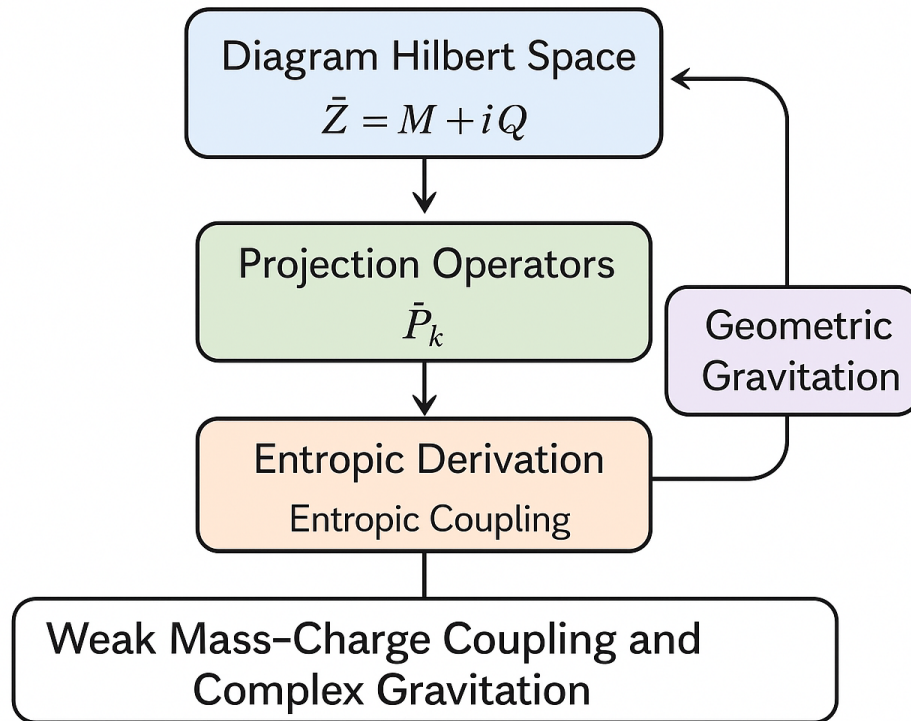 Diagram Hilbert Space
Z̄ = M + iQ
Projection Operators
P̄ₖ
Geometric
Gravitation
Entropic Derivation
Entropic Coupling
Weak Mass–Charge Coupling and
Complex Gravitation